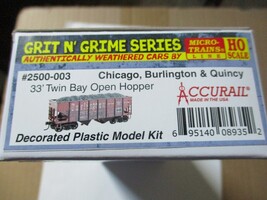 GRIT N' GRIME SERIES
AUTHENTICALLY WEATHERED CARS BY
MICRO-TRAINS LINE
HO SCALE
#2500-003 Chicago, Burlington & Quincy
33' Twin Bay Open Hopper
ACCURAIL®
MADE IN THE USA
Decorated Plastic Model Kit
6 95140 08935 2